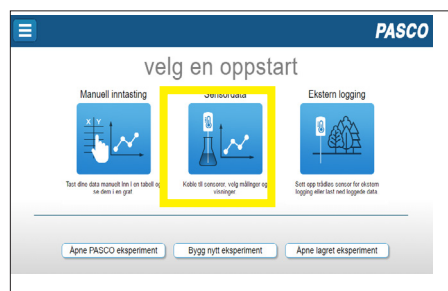 PASCO
velg en oppstart
Manuell inntasting
Sensordata
Ekstern logging
X Y
Tast dine data manuelt inn i en tabell og
se dem i en graf
Koble til sensorer, velg målinger og
visninger
Sett opp trådløs sensor for ekstern
logging eller last ned loggede data
Åpne PASCO eksperiment
Bygg nytt eksperiment
Åpne lagret eksperiment